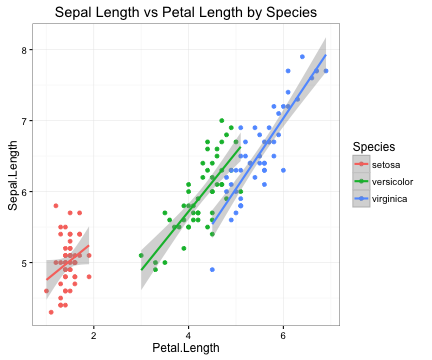 Sepal Length vs Petal Length by Species
8
7
6
5
Sepal.Length
2 4 6
Petal.Length
Species
setosa
versicolor
virginica